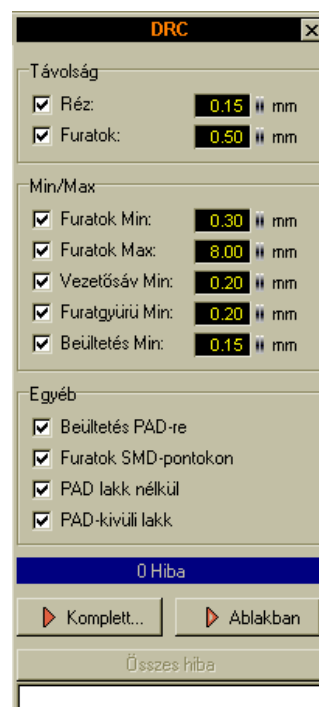 DRC
Távolság
Réz: 0.15 mm
Furatok: 0.50 mm
Min/Max
Furatok Min: 0.30 mm
Furatok Max: 8.00 mm
Vezetősáv Min: 0.20 mm
Furatgyürü Min: 0.20 mm
Beültetés Min: 0.15 mm
Egyéb
Beültetés PAD-re
Furatok SMD-pontokon
PAD lakk nélkül
PAD-kivüli lakk
0 Hiba
Komplett... Ablakban
Összes hiba